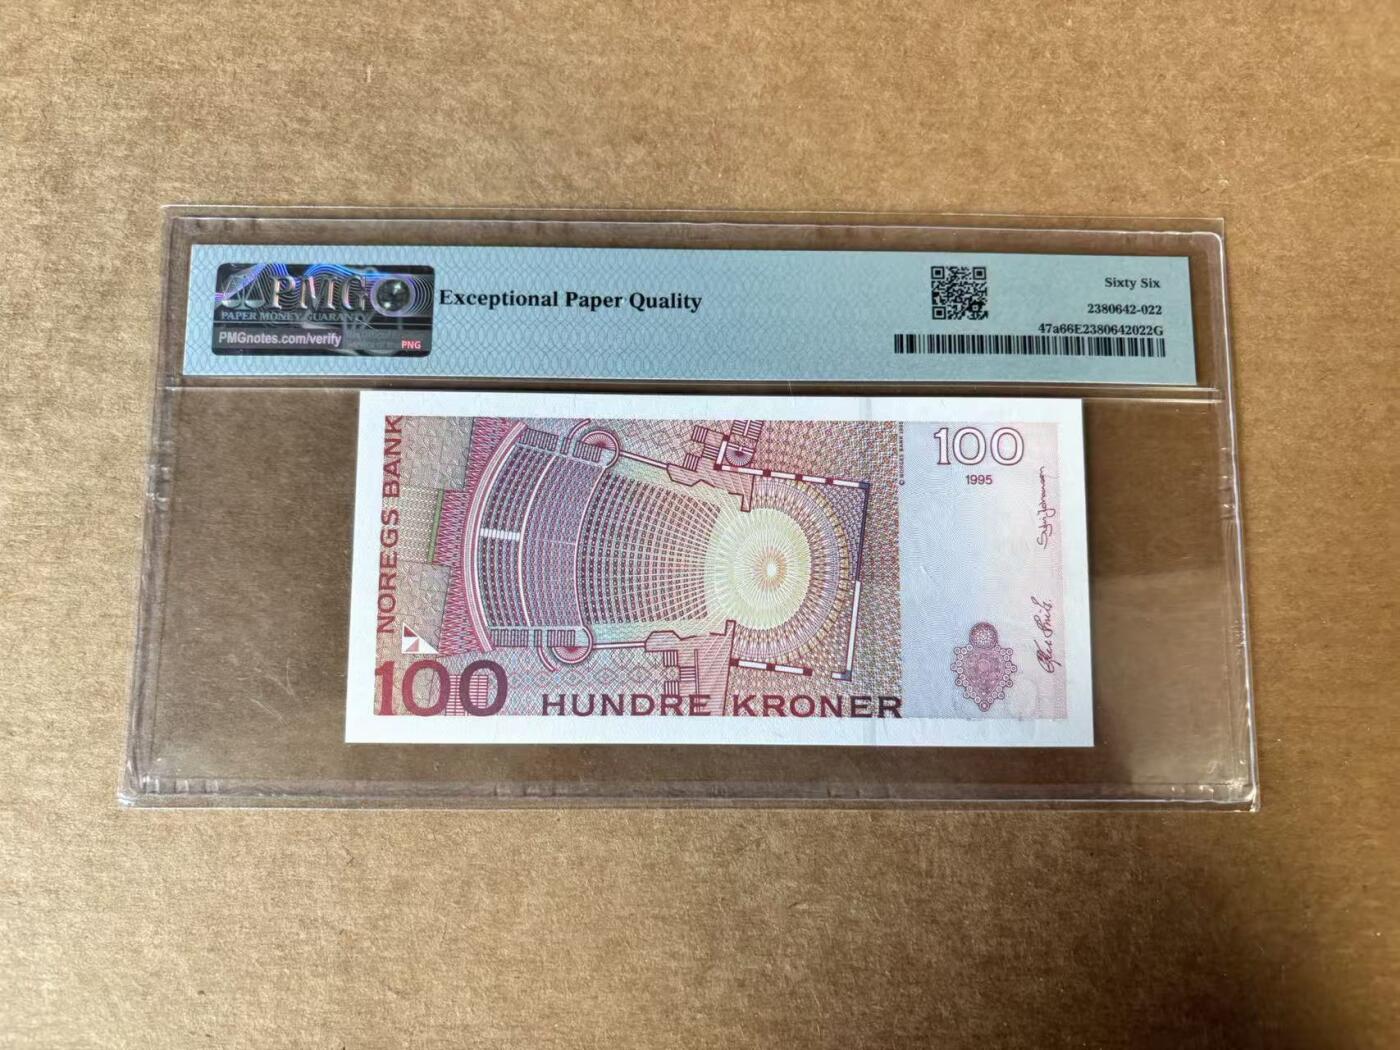 PMG
PAPER MONEY GUARANTY
PMGnotes.com/verify
PNG
Exceptional Paper Quality
Sixty Six
2380642-022
47a66E2380642022G
NOREGS BANK
100
1995
100
HUNDRE KRONER